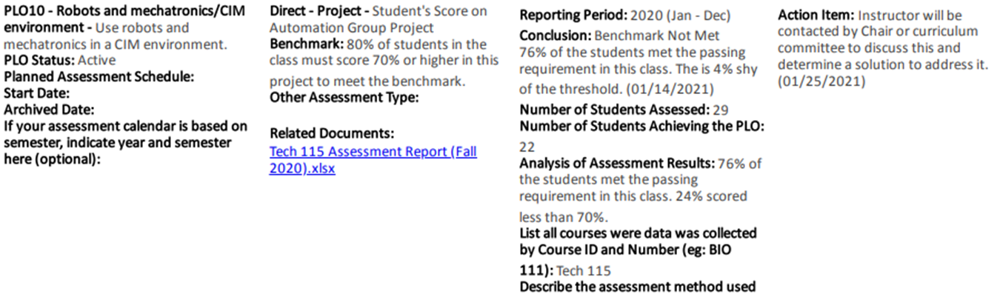 PLO10 - Robots and mechatronics/CIM
environment - Use robots and
mechatronics in a CIM environment.
PLO Status: Active
Planned Assessment Schedule:
Start Date:
Archived Date:
If your assessment calendar is based on
semester, indicate year and semester
here (optional):
Direct - Project - Student's Score on
Automation Group Project
Benchmark: 80% of students in the
class must score 70% or higher in this
project to meet the benchmark.
Other Assessment Type:
Related Documents:
Tech 115 Assessment Report (Fall
2020).xlsx
Reporting Period: 2020 (Jan - Dec)
Conclusion: Benchmark Not Met
76% of the students met the passing
requirement in this class. The is 4% shy
of the threshold. (01/14/2021)
Number of Students Assessed: 29
Number of Students Achieving the PLO:
22
Analysis of Assessment Results: 76% of
the students met the passing
requirement in this class. 24% scored
less than 70%.
List all courses were data was collected
by Course ID and Number (eg: BIO
111): Tech 115
Describe the assessment method used
Action Item: Instructor will be
contacted by Chair or curriculum
committee to discuss this and
determine a solution to address it.
(01/25/2021)